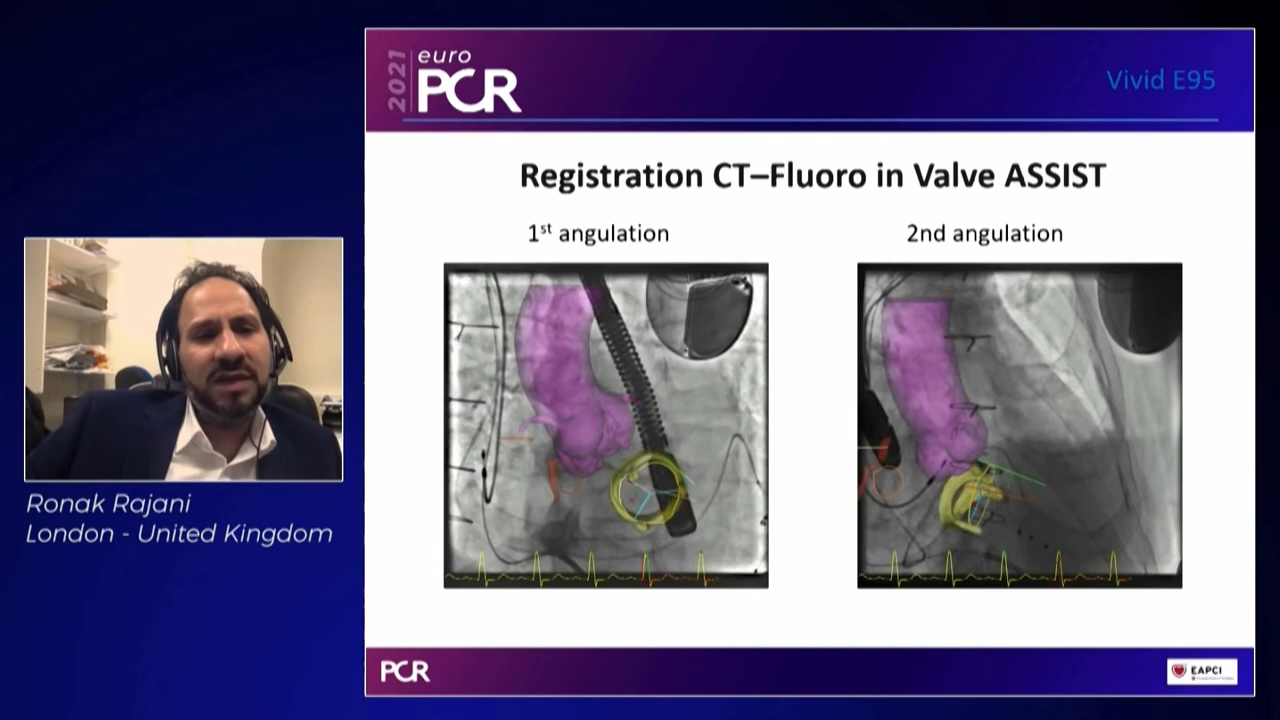 2021
euro
PCR
Vivid E95
Registration CT–Fluoro in Valve ASSIST
1st angulation
2nd angulation
Ronak Rajani
London - United Kingdom
PCR
EAPCI